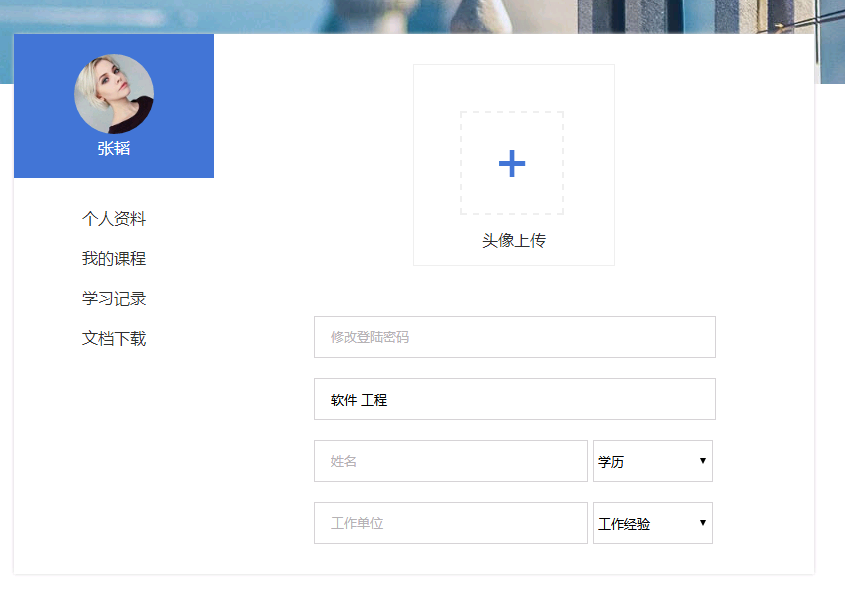 张韬
个人资料
我的课程
学习记录
文档下载
头像上传
修改登陆密码
软件 工程
姓名
学历
工作单位
工作经验